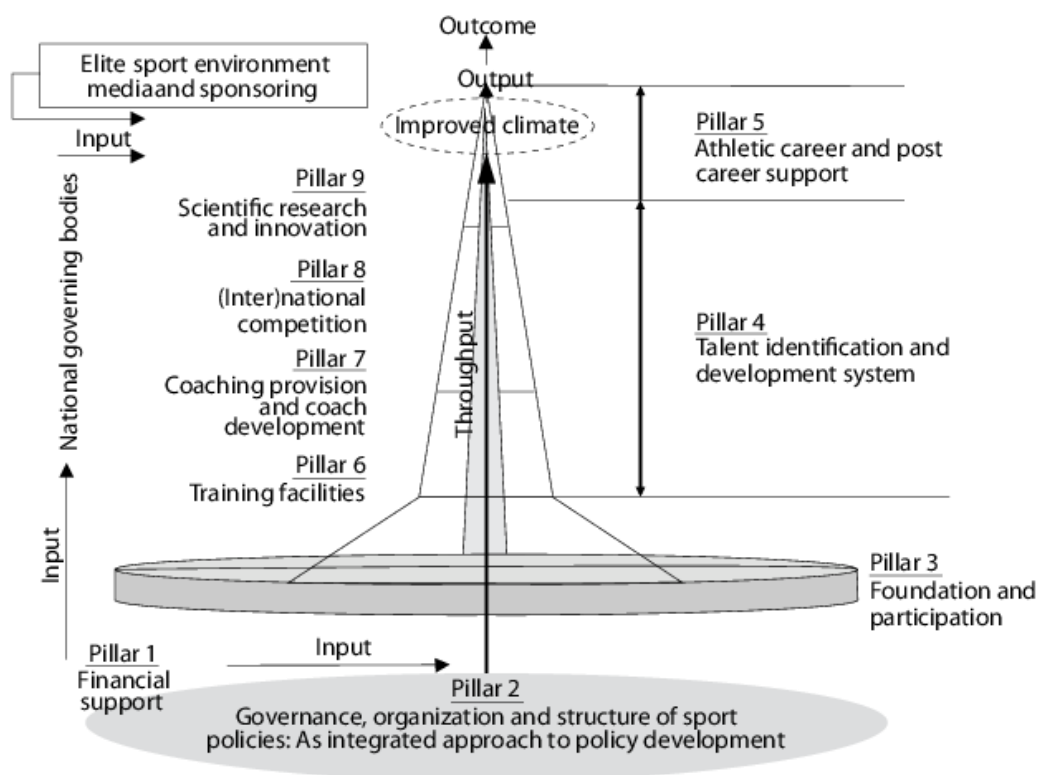 Outcome
Output
Improved climate
Elite sport environment
mediaand sponsoring
Input
National governing bodies
Input
Pillar 9
Scientific research
and innovation
Pillar 8
(Inter)national
competition
Pillar 7
Coaching provision
and coach
development
Pillar 6
Training facilities
Throughput
Pillar 5
Athletic career and post
career support
Pillar 4
Talent identification and
development system
Pillar 3
Foundation and
participation
Pillar 1
Financial
support
Input
Pillar 2
Governance, organization and structure of sport
policies: As integrated approach to policy development